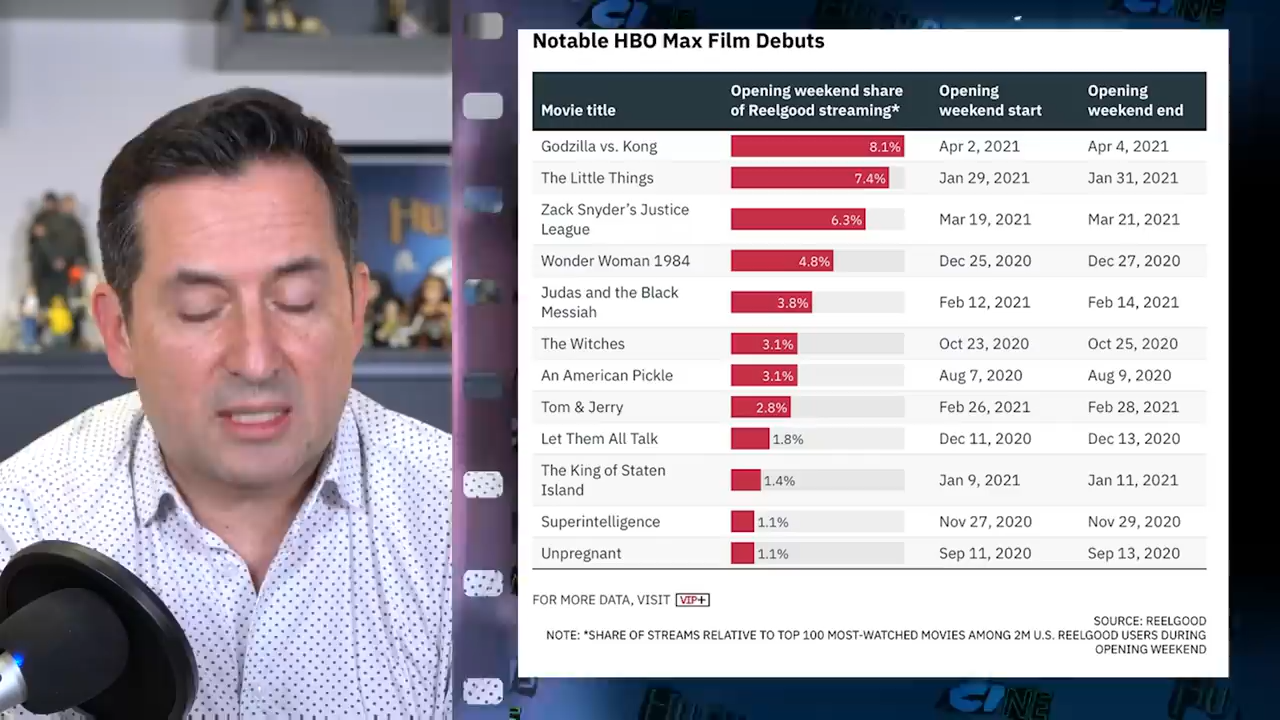 Notable HBO Max Film Debuts
Movie title
Opening weekend share
of Reelgood streaming*
Opening
weekend start
Opening
weekend end
Godzilla vs. Kong 8.1% Apr 2, 2021 Apr 4, 2021
The Little Things 7.4% Jan 29, 2021 Jan 31, 2021
Zack Snyder’s Justice
League 6.3% Mar 19, 2021 Mar 21, 2021
Wonder Woman 1984 4.8% Dec 25, 2020 Dec 27, 2020
Judas and the Black
Messiah 3.8% Feb 12, 2021 Feb 14, 2021
The Witches 3.1% Oct 23, 2020 Oct 25, 2020
An American Pickle 3.1% Aug 7, 2020 Aug 9, 2020
Tom & Jerry 2.8% Feb 26, 2021 Feb 28, 2021
Let Them All Talk 1.8% Dec 11, 2020 Dec 13, 2020
The King of Staten
Island 1.4% Jan 9, 2021 Jan 11, 2021
Superintelligence 1.1% Nov 27, 2020 Nov 29, 2020
Unpregnant 1.1% Sep 11, 2020 Sep 13, 2020
FOR MORE DATA, VISIT VIP+
SOURCE: REELGOOD
NOTE: *SHARE OF STREAMS RELATIVE TO TOP 100 MOST-WATCHED MOVIES AMONG 2M U.S. REELGOOD USERS DURING
OPENING WEEKEND
CINE